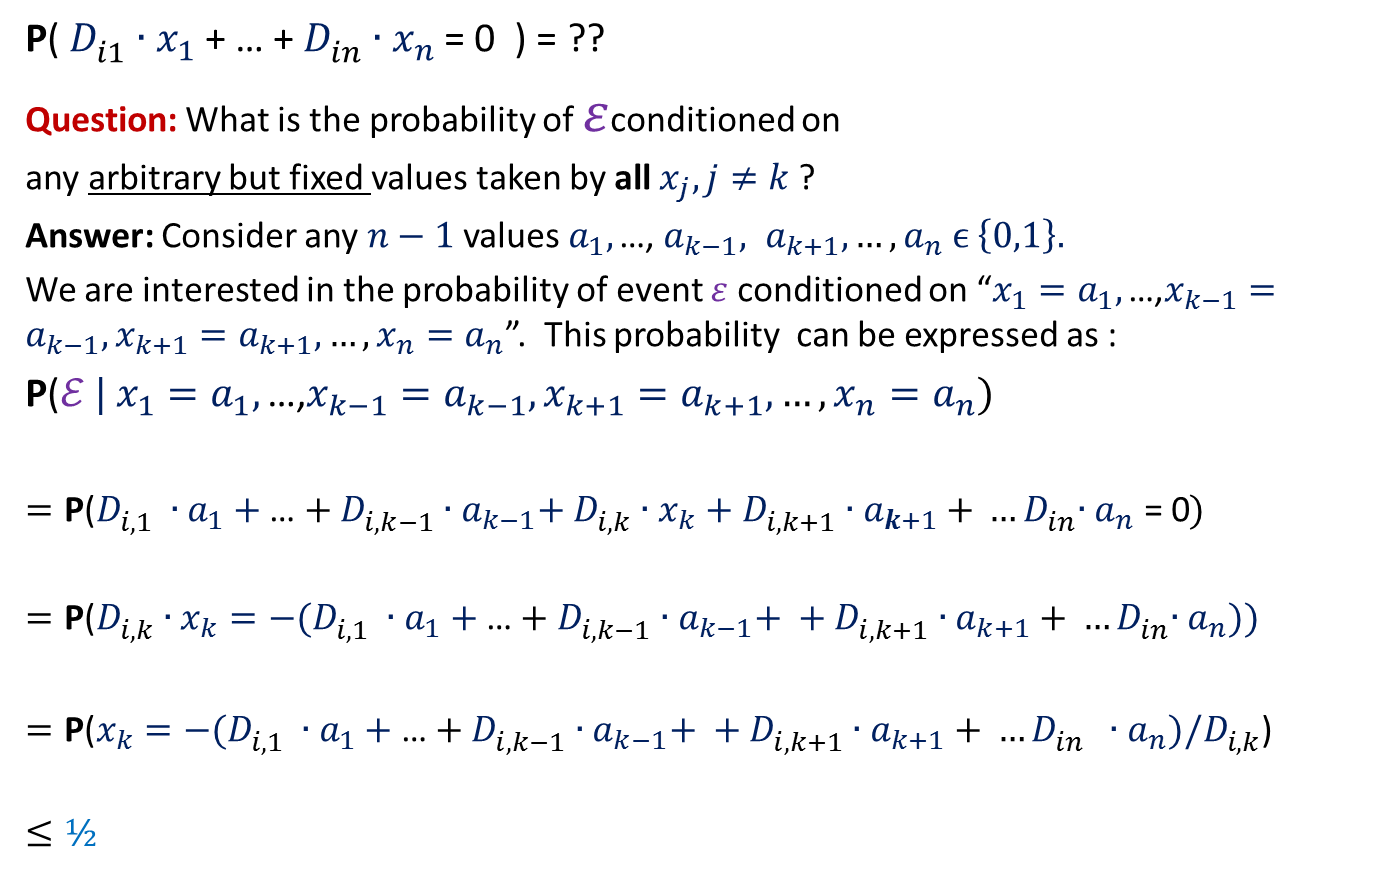 P( D_{i1} · x_1 + … + D_{in} · x_n = 0 ) = ??
Question: What is the probability of ℰ conditioned on
any arbitrary but fixed values taken by all x_j, j ≠ k ?
Answer: Consider any n − 1 values a_1, …, a_{k−1}, a_{k+1}, … , a_n ϵ {0,1}.
We are interested in the probability of event ε conditioned on “x_1 = a_1, …,x_{k−1} =
a_{k−1}, x_{k+1} = a_{k+1}, … , x_n = a_n”. This probability can be expressed as :
P(ℰ | x_1 = a_1, …,x_{k−1} = a_{k−1}, x_{k+1} = a_{k+1}, … , x_n = a_n)
= P(D_{i,1} · a_1 + … + D_{i,k−1} · a_{k−1}+ D_{i,k} · x_k + D_{i,k+1} · a_{k+1} + …D_{in}· a_n = 0)
= P(D_{i,k} · x_k = −(D_{i,1} · a_1 + … + D_{i,k−1} · a_{k−1}+ + D_{i,k+1} · a_{k+1} + …D_{in}· a_n))
= P(x_k = −(D_{i,1} · a_1 + … + D_{i,k−1} · a_{k−1}+ + D_{i,k+1} · a_{k+1} + …D_{in} · a_n)/D_{i,k})
≤ ½